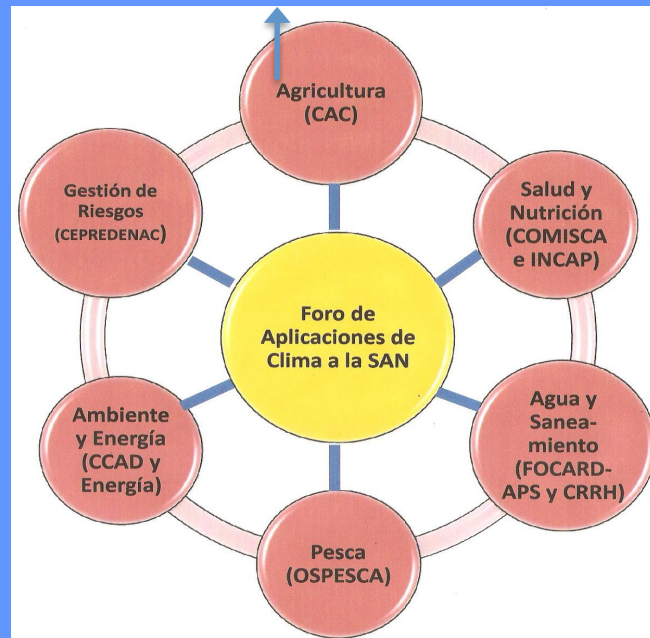 Agricultura
(CAC)
Salud y
Nutrición
(COMISCA
e INCAP)
Agua y
Sanea-
miento
(FOCARD-
APS y CRRH)
Pesca
(OSPESCA)
Ambiente
y Energía
(CCAD y
Energía)
Gestión de
Riesgos
(CEPREDENAC)
Foro de
Aplicaciones de
Clima a la SAN